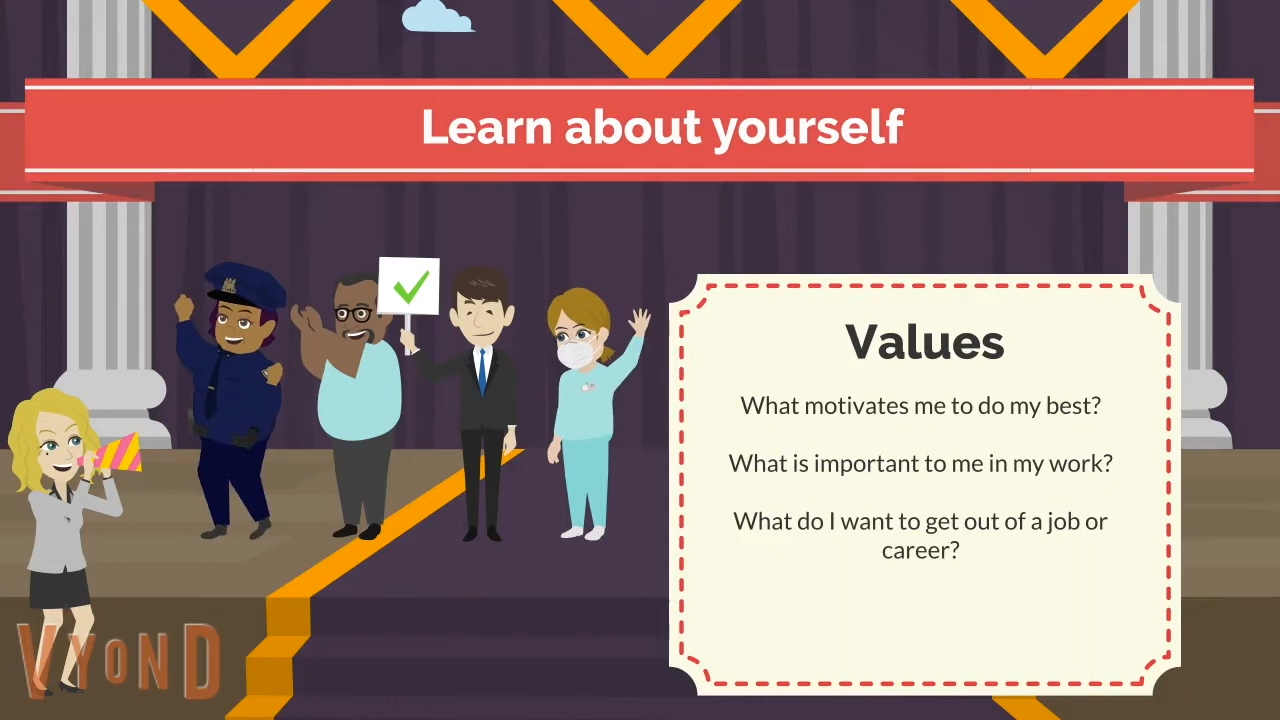 Learn about yourself
Values
What motivates me to do my best?
What is important to me in my work?
What do I want to get out of a job or
career?
VYOND